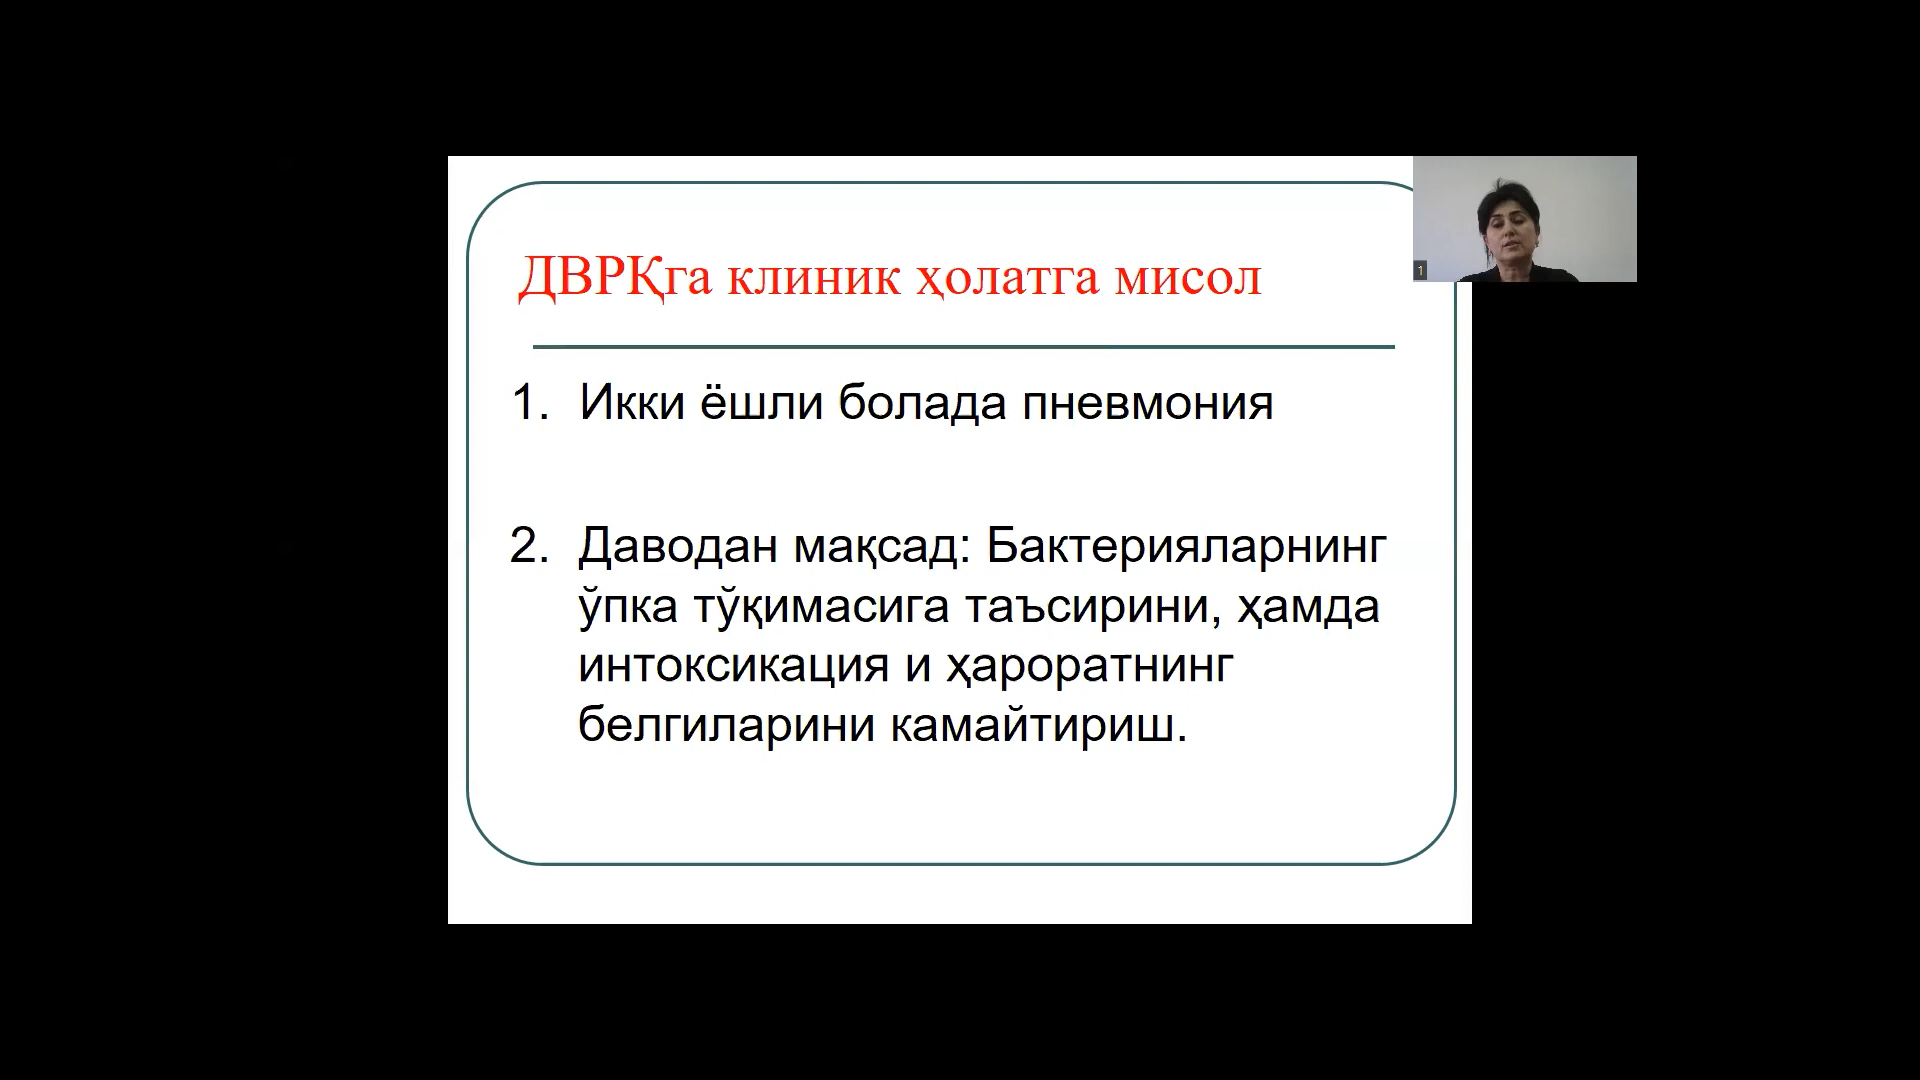 ДВРҚга клиник ҳолатга мисол
1. Икки ёшли болада пневмония
2. Даводан мақсад: Бактерияларнинг
ўпка тўқимасига таъсирини, ҳамда
интоксикация и ҳароратнинг
белгиларини камайтириш.
1